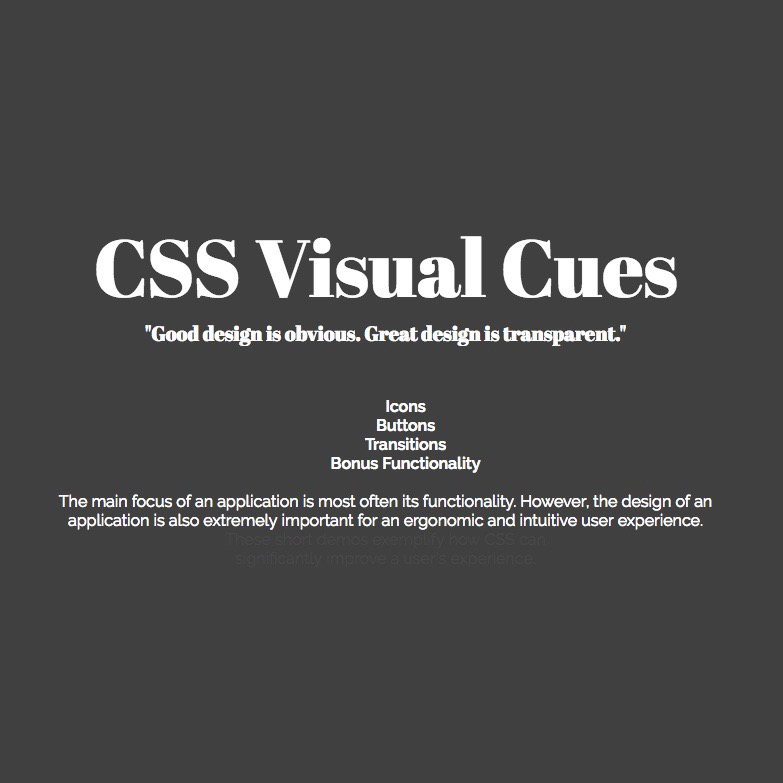 CSS Visual Cues
"Good design is obvious. Great design is transparent."
Icons
Buttons
Transitions
Bonus Functionality
The main focus of an application is most often its functionality. However, the design of an
application is also extremely important for an ergonomic and intuitive user experience.
These short demos exemplify how CSS can
significantly improve a user's experience.